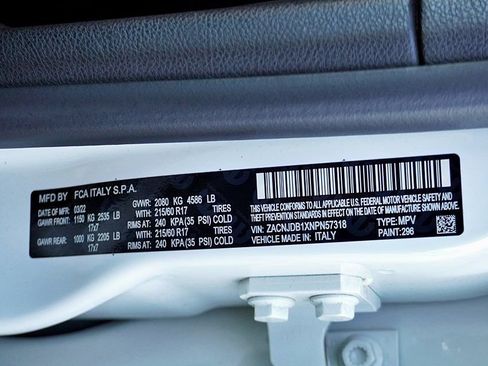 MFD BY FCA ITALY S.P.A.
DATE: 03/22 GVWR: 2080 KG 4586 LB
GAWR FRONT: 1150 KG 2535 LB WITH: 215/60 R17 TIRES
17x7 RIMS AT: 240 KPA(35 PSI) COLD
GAWR REAR: 1000 KG 2205 LB WITH: 215/60 R17 TIRES
17x7 RIMS AT: 240 KPA(35 PSI) COLD
THIS VEHICLE CONFORMS TO ALL APPLICABLE U.S. FEDERAL MOTOR VEHICLE SAFETY AND
THEFT PREVENTION STANDARDS IN EFFECT ON THE DATE OF MANUFACTURE SHOWN ABOVE.
VIN: ZACNJDB1XNPN57318 TYPE: MPV
MADE IN: ITALY PAINT: 296